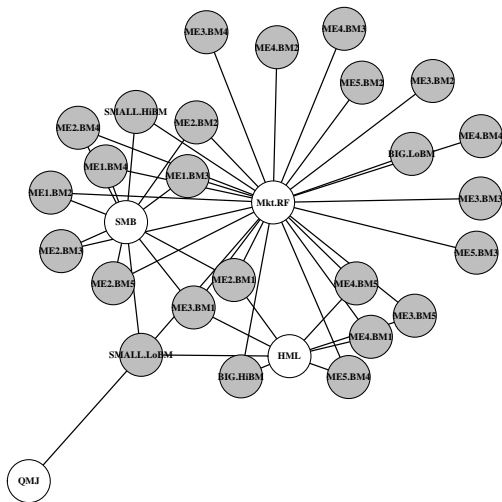 ME3.BM4
ME4.BM3
ME4.BM2
ME5.BM2
ME3.BM2
SMALL.HiBM
ME2.BM4
ME2.BM2
ME4.BM4
BIG.LoBM
ME1.BM4
ME1.BM3
ME1.BM2
ME3.BM3
Mkt.RF
SMB
ME2.BM3
ME5.BM3
ME2.BM1
ME2.BM5
ME4.BM5
ME3.BM1
ME3.BM5
ME4.BM1
SMALL.LoBM
HML
BIG.HiBM
ME5.BM4
QMJ